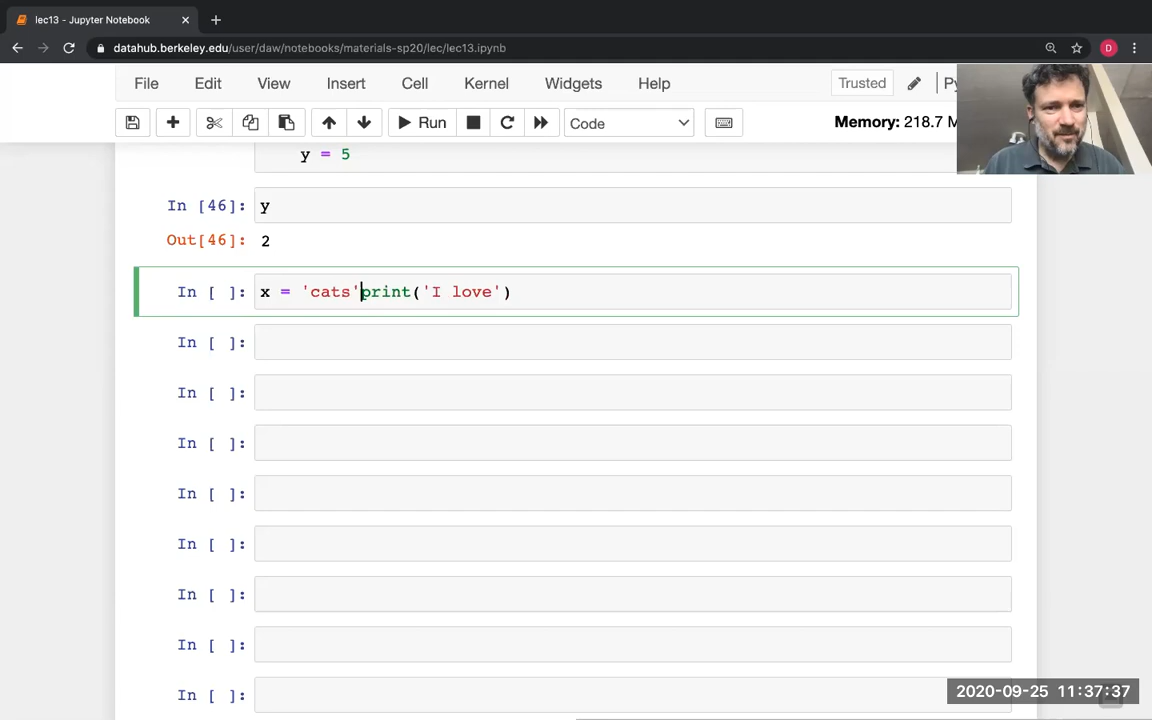 lec13 - Jupyter Notebook
datahub.berkeley.edu/user/daw/notebooks/materials-sp20/lec/lec13.ipynb
D
File Edit View Insert Cell Kernel Widgets Help Trusted Py
Run Code Memory: 218.7 M
y = 5
In [46]: y
Out[46]: 2
In [ ]: x = 'cats'print('I love')
In [ ]:
In [ ]:
In [ ]:
In [ ]:
In [ ]:
In [ ]:
In [ ]:
In [ ]:
2020-09-25 11:37:37